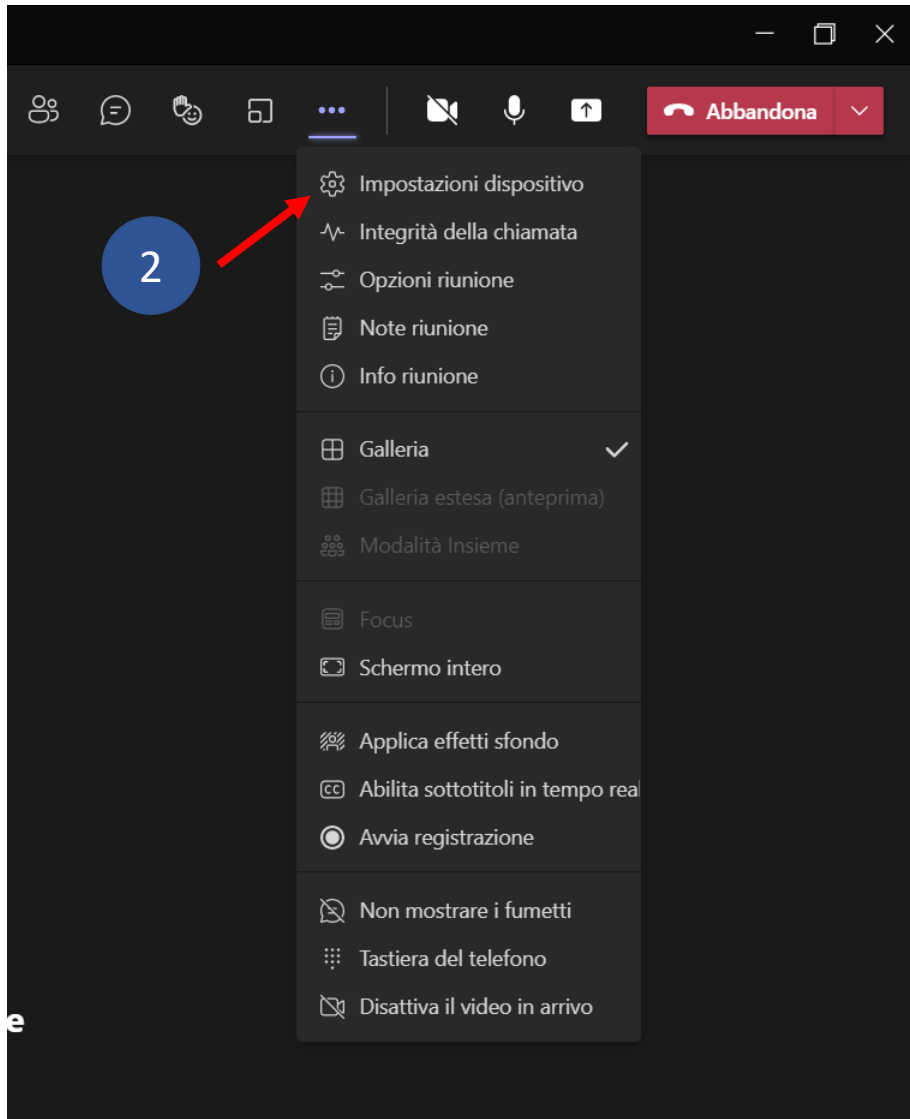 Abbandona
Impostazioni dispositivo
2
Integrità della chiamata
Opzioni riunione
Note riunione
Info riunione
Galleria
Galleria estesa (anteprima)
Modalità Insieme
Focus
Schermo intero
Applica effetti sfondo
CC Abilita sottotitoli in tempo real
Avvia registrazione
Non mostrare i fumetti
Tastiera del telefono
Disattiva il video in arrivo
e